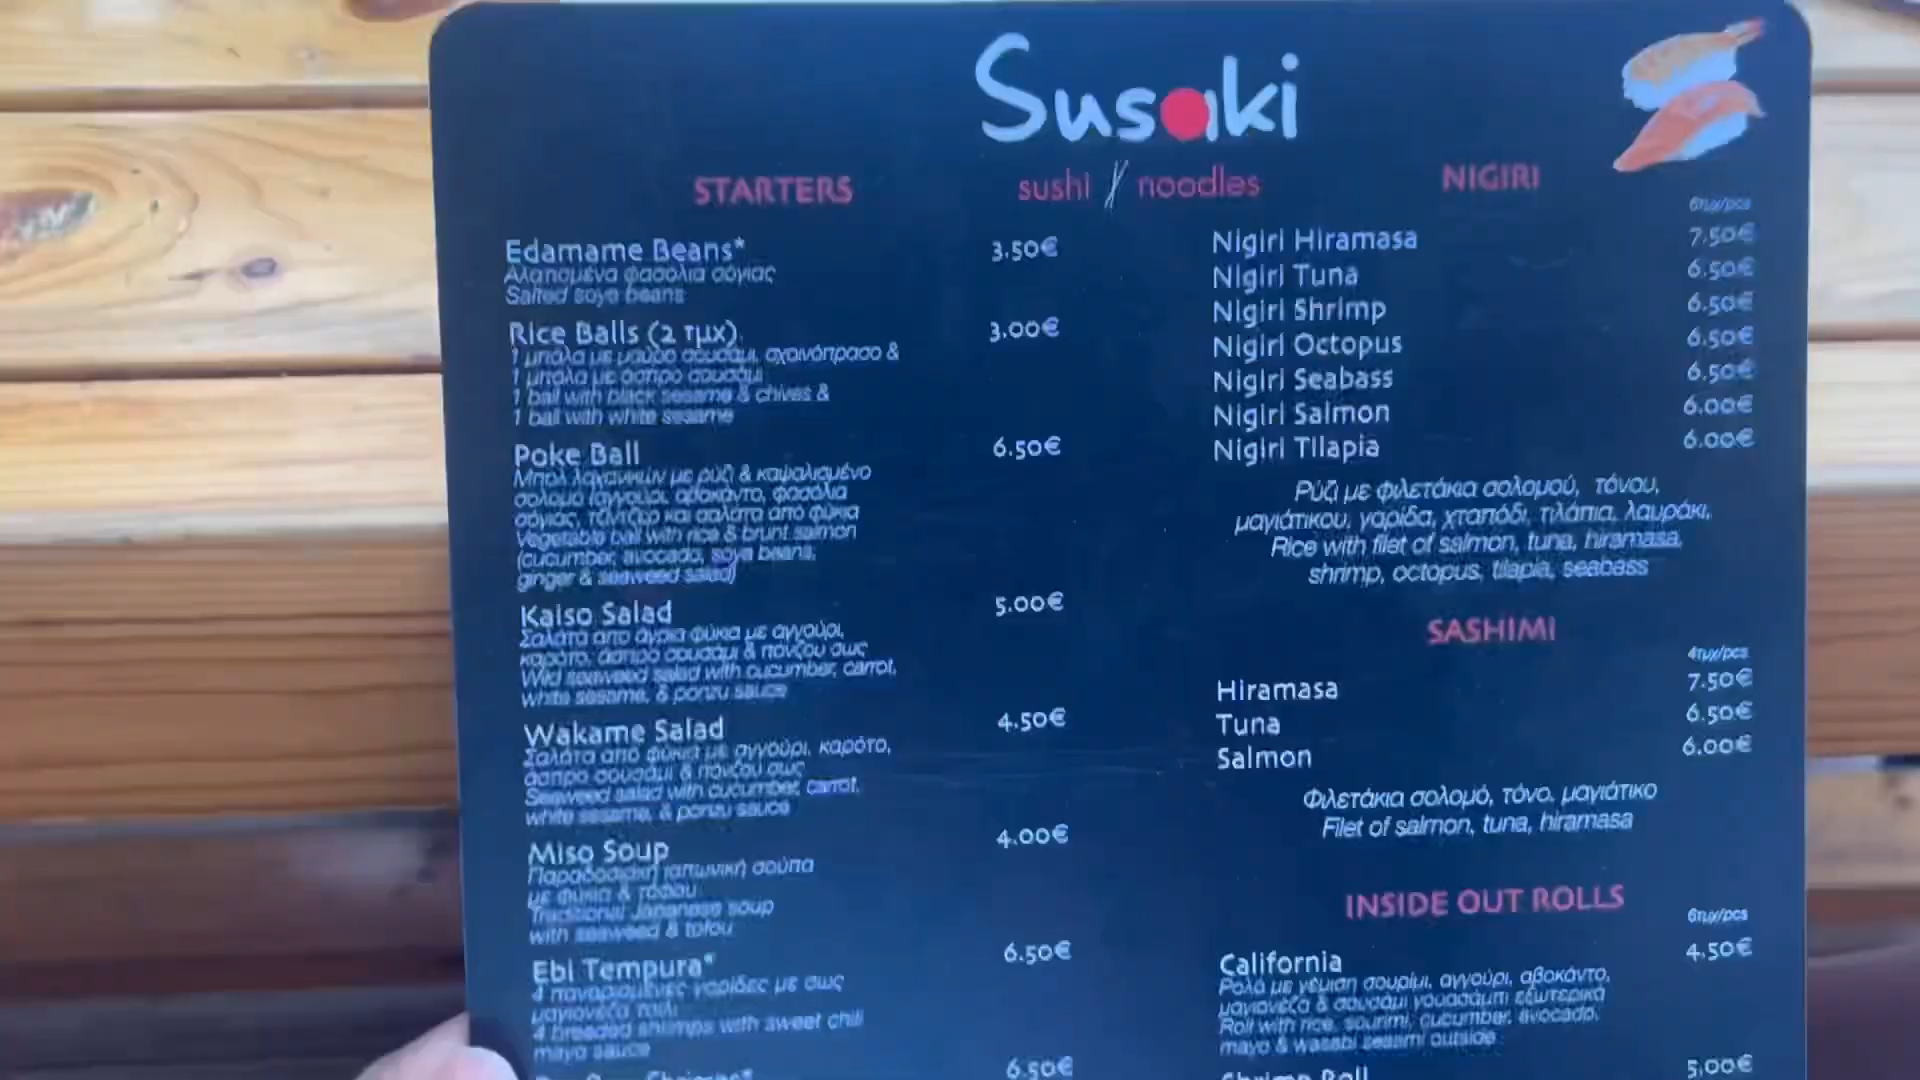 Susaki
sushi / noodles
STARTERS
Edamame Beans* 3.50€
Αλατισμένα φασόλια σόγιας
Salted soya beans
Rice Balls (2 τμχ) 3.00€
1 μπάλα με μαύρο σουσάμι, σχοινόπρασο &
1 μπάλα με άσπρο σουσάμι
1 ball with black sesame & chives &
1 ball with white sesame
Poke Ball 6.50€
Μπολ λαχανικών με ρύζι & καψαλισμένο
σολομό (αγγούρι, αβοκάντο, φασόλια
σόγιας, τζίντζερ και σαλάτα από φύκια
Vegetable ball with rice & brunt salmon
(cucumber, avocado, soya beans,
ginger & seaweed salad)
Kaiso Salad 5.00€
Σαλάτα από άγρια φύκια με αγγούρι,
καρότο, άσπρο σουσάμι & πόνζου σως
Wild seaweed salad with cucumber, carrot,
white sesame, & ponzu sauce
Wakame Salad 4.50€
Σαλάτα από φύκια με αγγούρι, καρότο,
άσπρο σουσάμι & πόνζου σως
Seaweed salad with cucumber, carrot,
white sesame, & ponzu sauce
Miso Soup 4.00€
Παραδοσιακή ιαπωνική σούπα
με φύκια & τόφου
Traditional Japanese soup
with seaweed & tofou
Ebi Tempura* 6.50€
4 παναρισμένες γαρίδες με σως
μαγιονέζα τσίλι
4 breaded shrimps with sweet chili
mayo sauce
6.50€
NIGIRI
6τμχ/pcs
Nigiri Hiramasa 7.50€
Nigiri Tuna 6.50€
Nigiri Shrimp 6.50€
Nigiri Octopus 6.50€
Nigiri Seabass 6.50€
Nigiri Salmon 6.00€
Nigiri Tilapia 6.00€
Ρύζι με φιλετάκια σολομού, τόνου,
μαγιάτικου, γαρίδα, χταπόδι, τιλάπια, λαυράκι,
Rice with filet of salmon, tuna, hiramasa,
shrimp, octopus, tilapia, seabass
SASHIMI
4τμχ/pcs
Hiramasa 7.50€
Tuna 6.50€
Salmon 6.00€
Φιλετάκια σολομό, τόνο, μαγιάτικο
Filet of salmon, tuna, hiramasa
INSIDE OUT ROLLS
6τμχ/pcs
California 4.50€
Ρολό με γέμιση σουρίμι, αγγούρι, αβοκάντο,
μαγιονέζα & σουσάμι γουασάμπι εξωτερικά
Roll with rice, sourimi, cucumber, avocado,
mayo & wasabi sesami outside
Shrimp Roll 5.00€